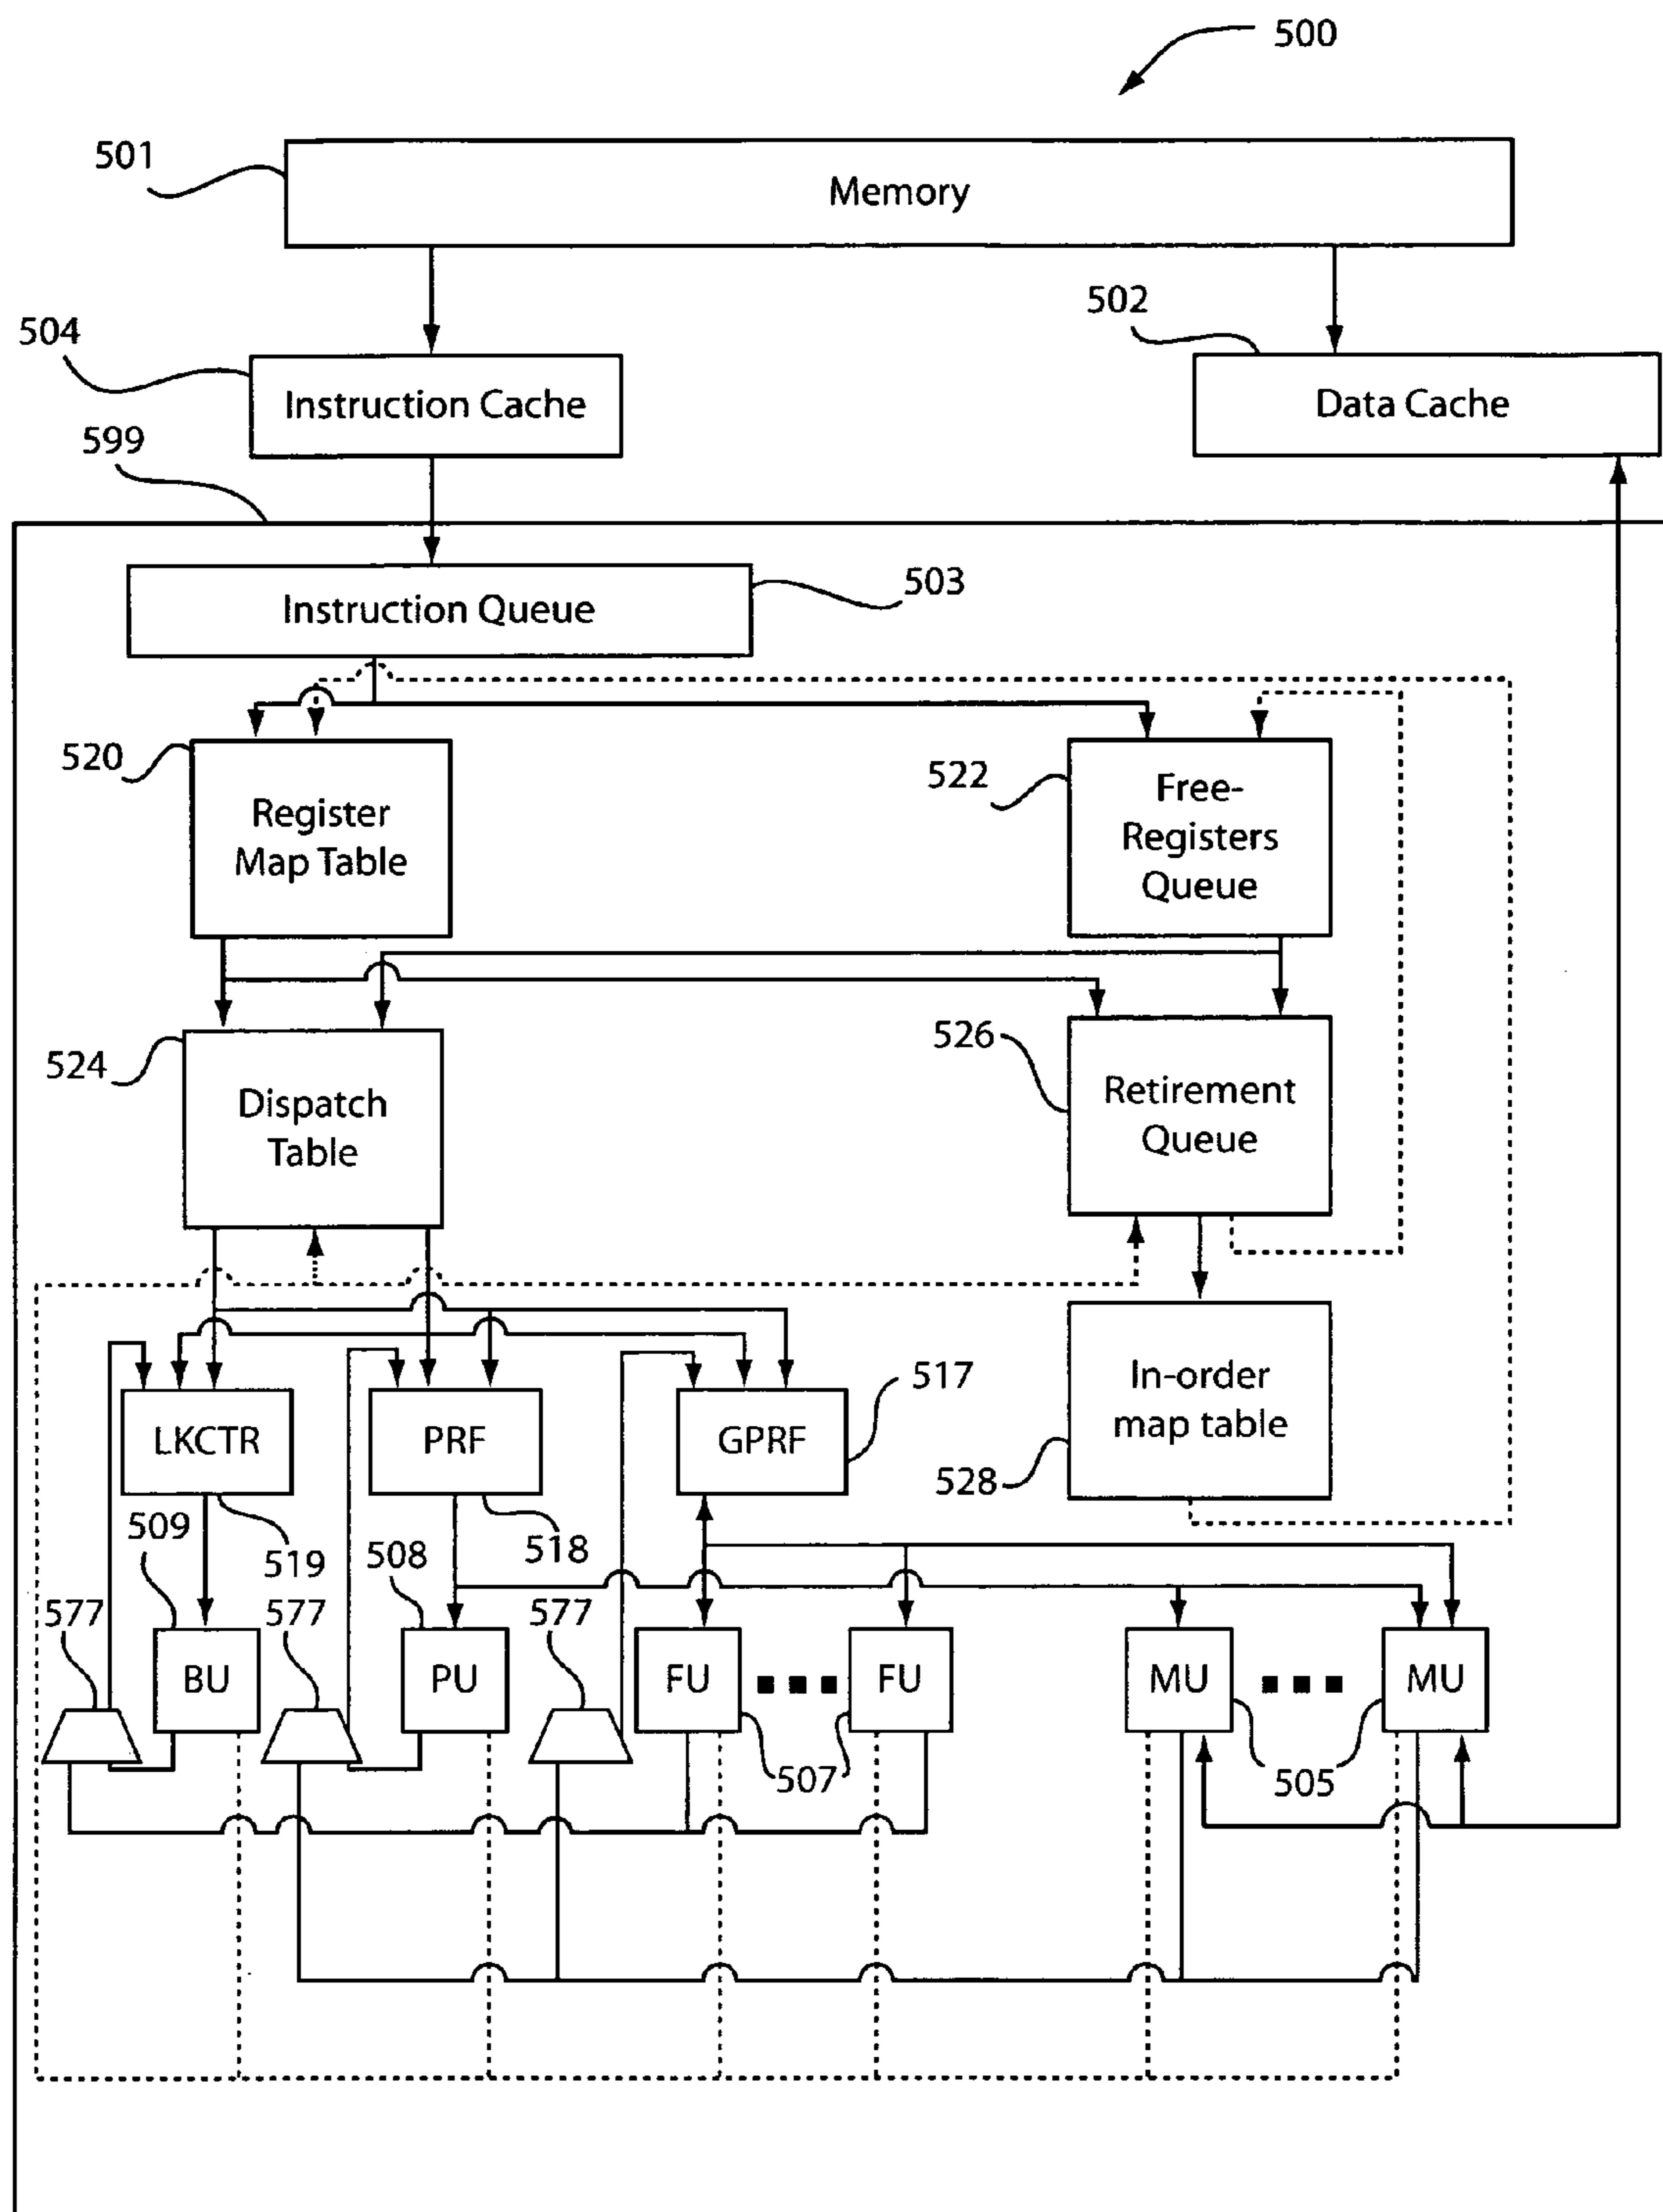 500
501
Memory
502
504
Instruction Cache
Data Cache
599
503
Instruction Queue
520
522
Register
Map Table
Free-
Registers
Queue
524
526
Dispatch
Table
Retirement
Queue
517
LKCTR
PRF
GPRF
In-order
map table
528
509
519
508
518
577
577
577
BU
PU
FU
FU
MU
MU
507
505